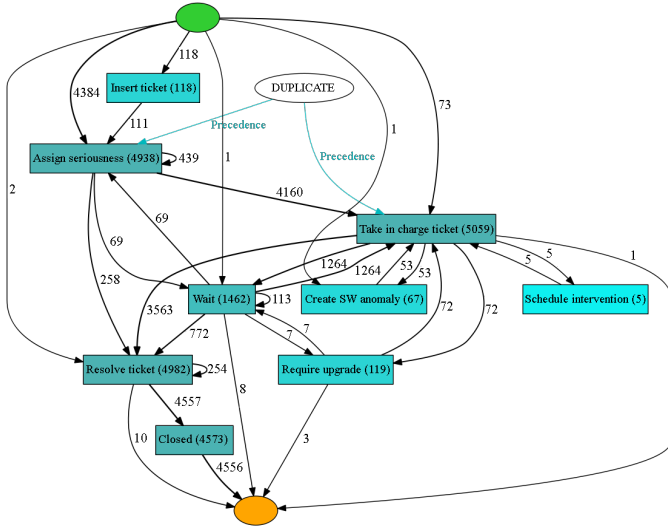 118
Insert ticket (118)
DUPLICATE
4384
73
111
Precedence
1
Assign seriousness (4938)
439
1
Precedence
2
4160
69
Take in charge ticket (5059)
69
1264
1264
53
53
5
5
1
258
3563
Wait (1462)
113
Create SW anomaly (67)
Schedule intervention (5)
772
7
7
72
72
Resolve ticket (4982)
254
Require upgrade (119)
4557
8
10
Closed (4573)
3
4556